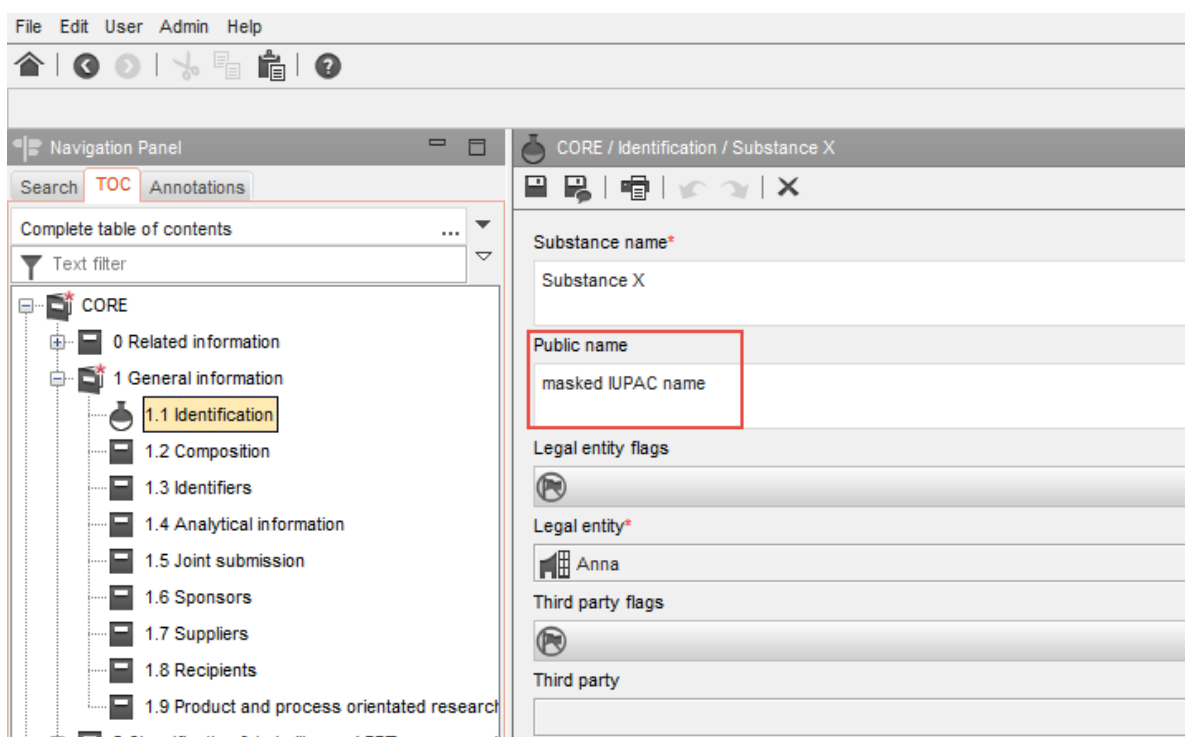 File Edit User Admin Help
Navigation Panel
Search TOC Annotations
Complete table of contents ...
Text filter
CORE
0 Related information
1 General information
1.1 Identification
1.2 Composition
1.3 Identifiers
1.4 Analytical information
1.5 Joint submission
1.6 Sponsors
1.7 Suppliers
1.8 Recipients
1.9 Product and process orientated research
CORE / Identification / Substance X
Substance name*
Substance X
Public name
masked IUPAC name
Legal entity flags
Legal entity*
Anna
Third party flags
Third party